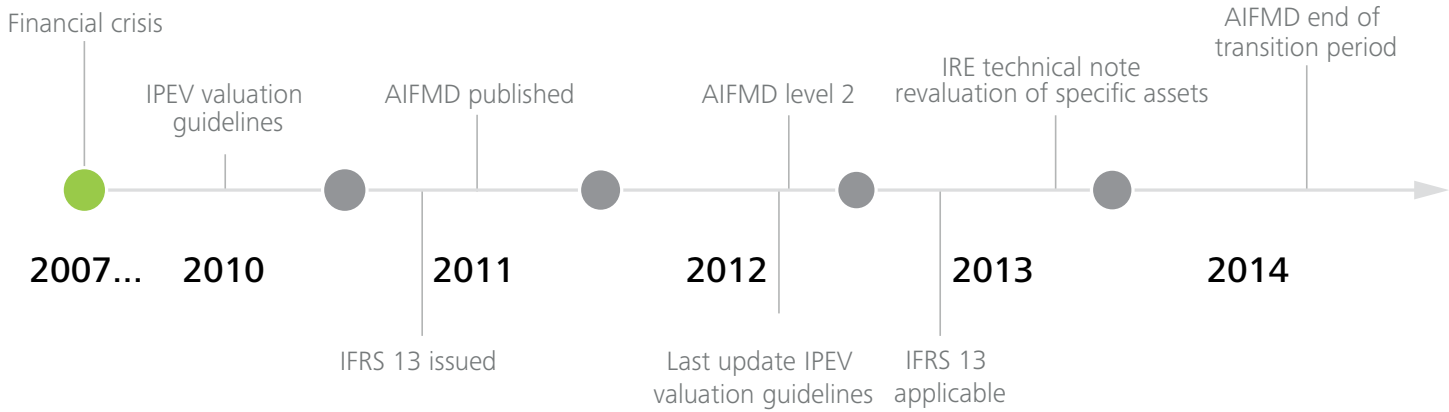 Financial crisis
IPEV valuation
guidelines
AIFMD published
AIFMD level 2
IRE technical note
revaluation of specific assets
AIFMD end of
transition period
2007... 2010 2011 2012 2013 2014
IFRS 13 issued
Last update IPEV
valuation guidelines
IFRS 13
applicable